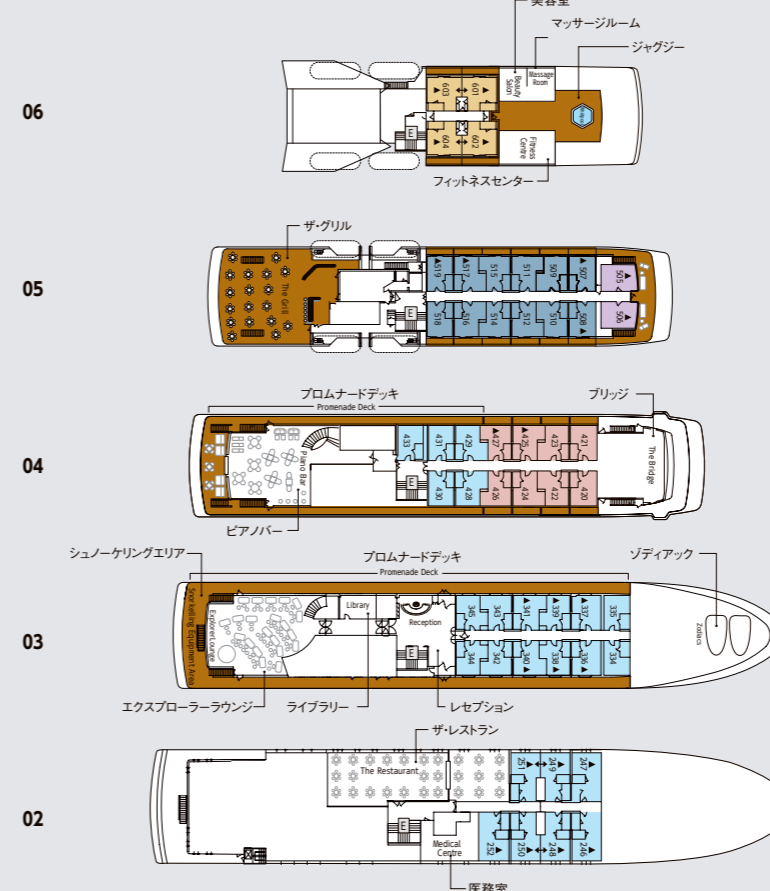 美容室
マッサージルーム
ジャグジー
06
603
601
604
602
E
Beauty
Salon
Massage
Room
Fitness
Centre
フィットネスセンター
ザ・グリル
05
The Grill
E
519
517
515
511
509
507
505
518
516
514
512
510
508
506
プロムナードデッキ
Promenade Deck
ブリッジ
04
Piano Bar
E
433
431
429
427
425
423
421
430
428
426
424
422
420
The Bridge
ピアノバー
シュノーケリングエリア
プロムナードデッキ
Promenade Deck
ゾディアック
03
Snorkelling Equipment Area
Explorer Lounge
Library
Reception
E
345
343
341
339
337
335
344
342
340
338
336
334
Zodiacs
エクスプローラーラウンジ
ライブラリー
レセプション
ザ・レストラン
02
The Restaurant
E
Medical
Centre
251
249
247
252
250
248
246
医務室